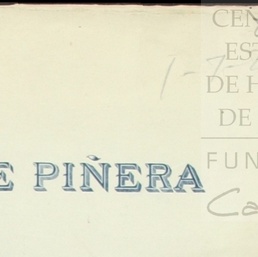 CEN
EST
DE H
DE
FUN
Ca
1-7-
E PIÑERA